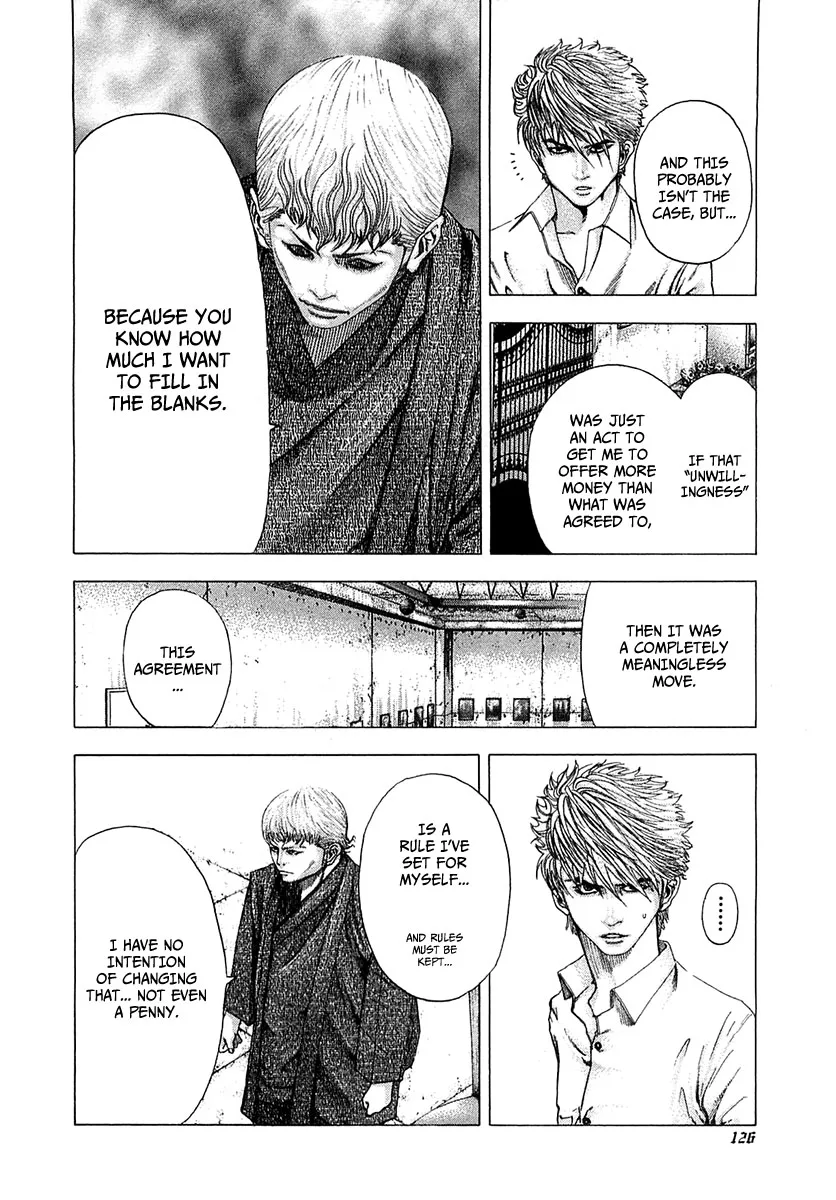 AND THIS
PROBABLY
ISN'T THE
CASE, BUT...
IF THAT
"UNWILL-
INGNESS"
WAS JUST
AN ACT TO
GET ME TO
OFFER MORE
MONEY THAN
WHAT WAS
AGREED TO,
BECAUSE YOU
KNOW HOW
MUCH I WANT
TO FILL IN
THE BLANKS.
THEN IT WAS
A COMPLETELY
MEANINGLESS
MOVE.
THIS
AGREEMENT
...
......
IS A
RULE I'VE
SET FOR
MYSELF...
AND RULES
MUST BE
KEPT...
I HAVE NO
INTENTION
OF CHANGING
THAT... NOT EVEN
A PENNY.
126